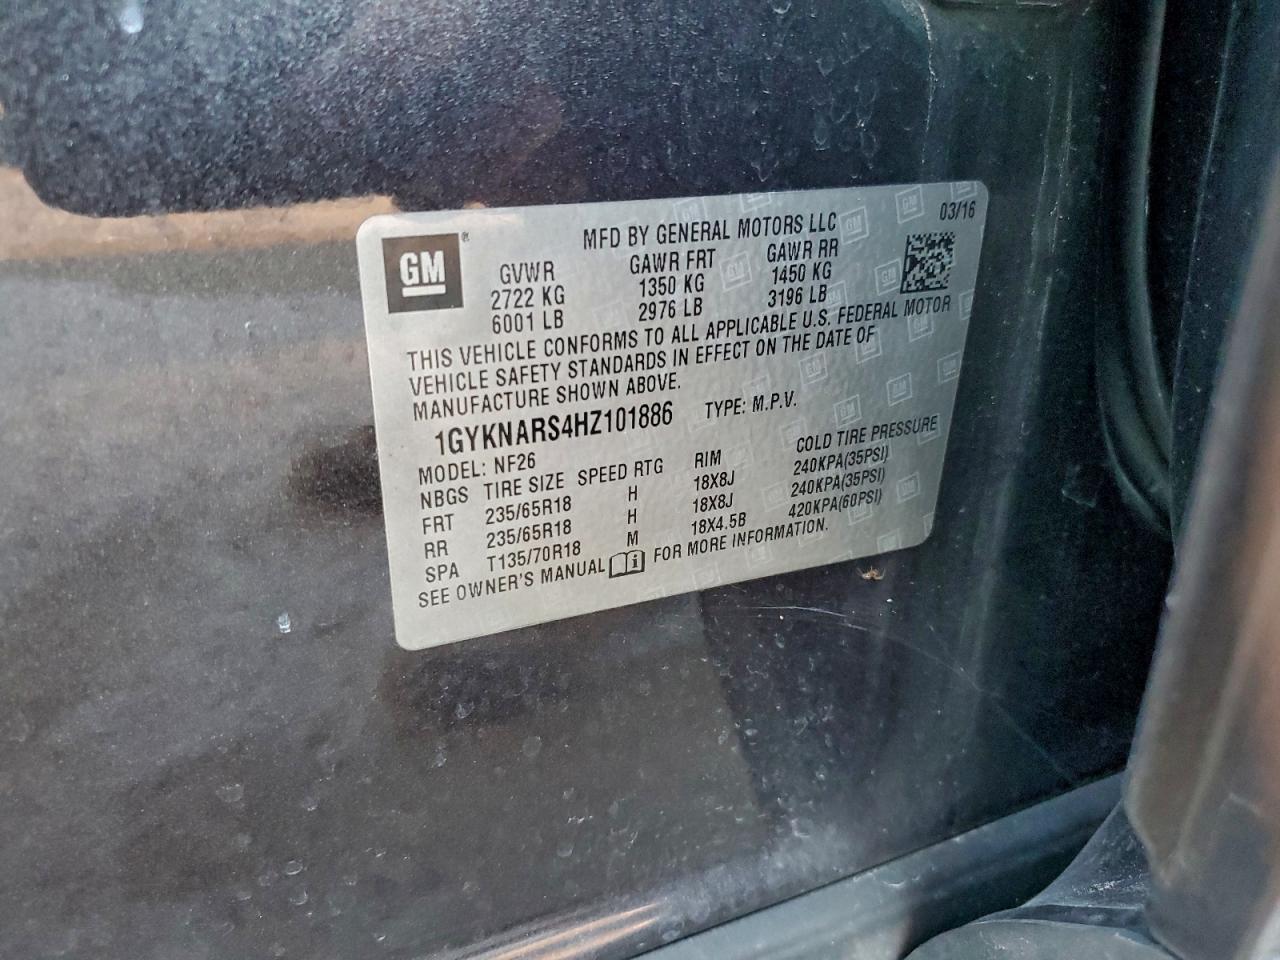 MFD BY GENERAL MOTORS LLC 03/16
GM®
GVWR GAWR FRT GAWR RR
2722 KG 1350 KG 1450 KG
6001 LB 2976 LB 3196 LB
THIS VEHICLE CONFORMS TO ALL APPLICABLE U.S. FEDERAL MOTOR
VEHICLE SAFETY STANDARDS IN EFFECT ON THE DATE OF
MANUFACTURE SHOWN ABOVE.
1GYKNARS4HZ101886 TYPE: M.P.V.
MODEL: NF26
NBGS TIRE SIZE SPEED RTG RIM COLD TIRE PRESSURE
FRT 235/65R18 H 18X8J 240KPA(35PSI)
RR 235/65R18 H 18X8J 240KPA(35PSI)
SPA T135/70R18 M 18X4.5B 420KPA(60PSI)
SEE OWNER'S MANUAL i FOR MORE INFORMATION.